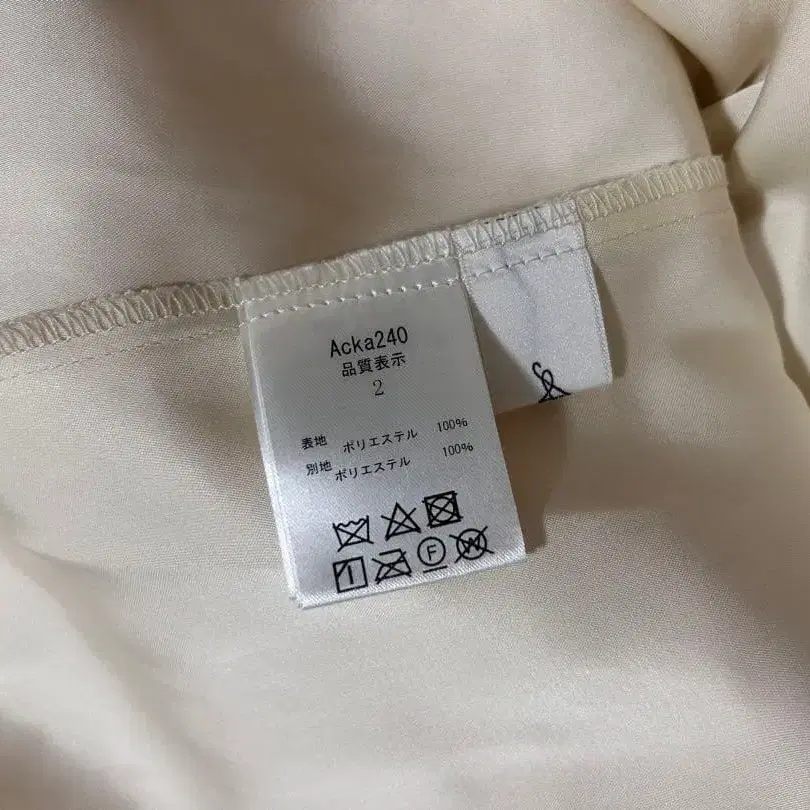 Acka240
品質表示
2
表地 ポリエステル 100%
別地 ポリエステル 100%
F W